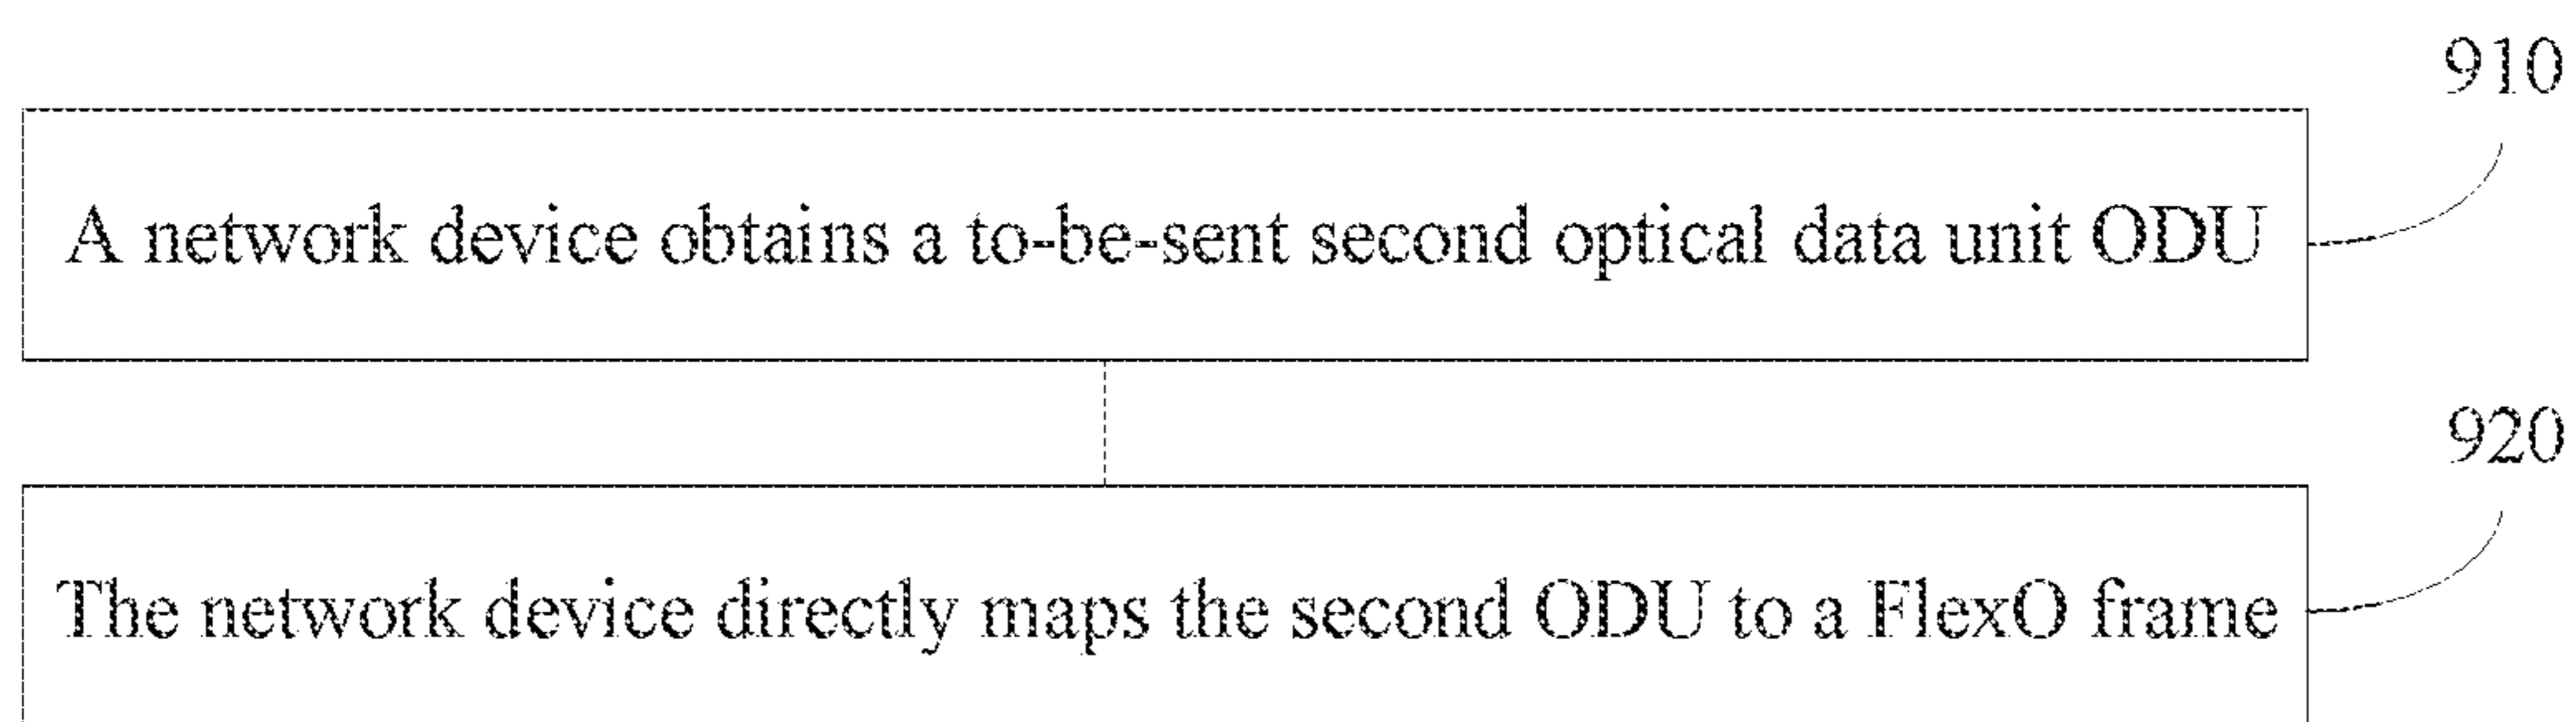 910
A network device obtains a to-be-sent second optical data unit ODU
920
The network device directly maps the second ODU to a FlexO frame